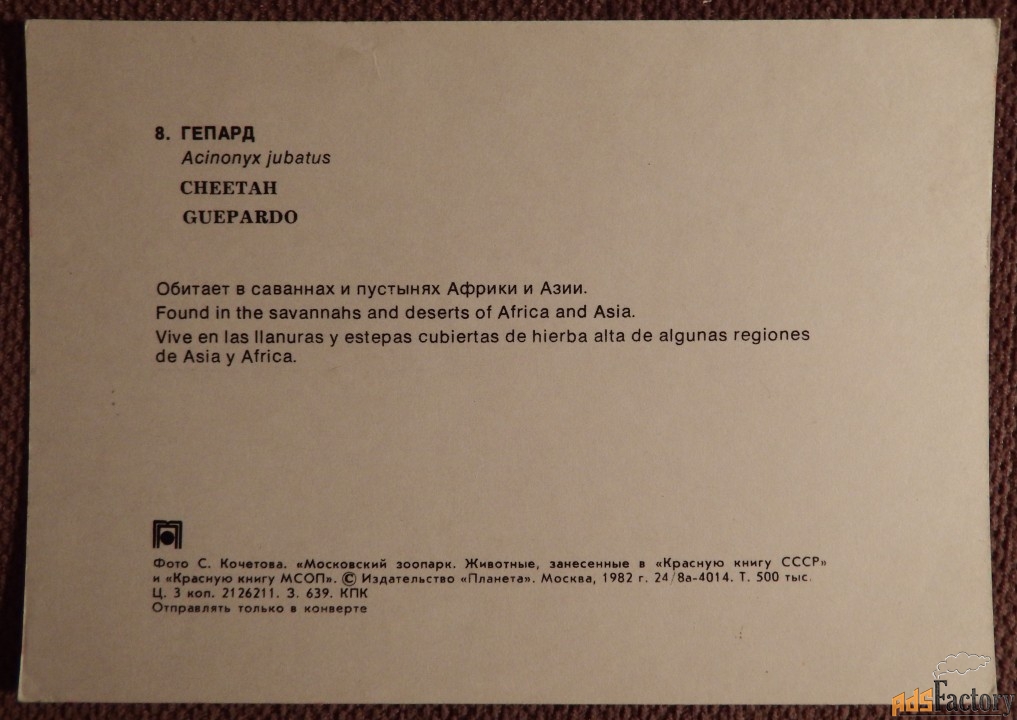 8. ГЕПАРД
Acinonyx jubatus
CHEETAH
GUEPARDO
Обитает в саваннах и пустынях Африки и Азии.
Found in the savannahs and deserts of Africa and Asia.
Vive en las llanuras y estepas cubiertas de hierba alta de algunas regiones
de Asia y Africa.
Фото С. Кочетова. «Московский зоопарк. Животные, занесенные в «Красную книгу СССР»
и «Красную книгу МСОП». © Издательство «Планета». Москва, 1982 г. 24/8а-4014. Т. 500 тыс.
Ц. 3 коп. 2126211. З. 639. КПК
Отправлять только в конверте
AdsFactory